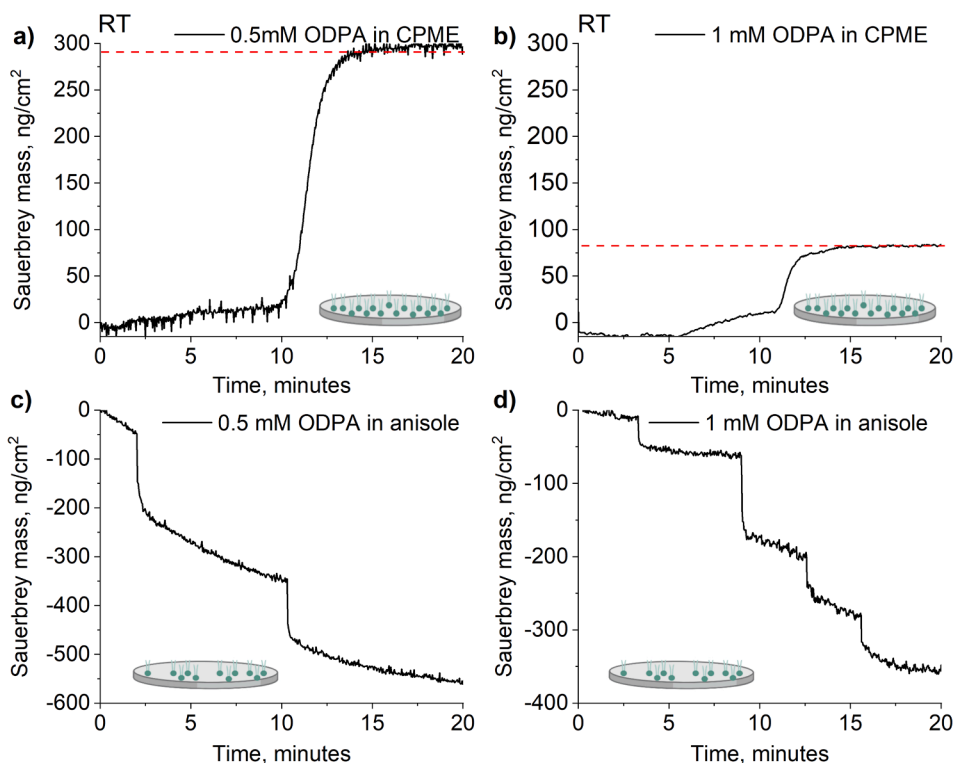 a) RT
0.5mM ODPA in CPME
300
250
200
150
100
50
0
Sauerbrey mass, ng/cm²
0 5 10 15 20
Time, minutes
b) RT
1 mM ODPA in CPME
300
250
200
150
100
50
0
Sauerbrey mass, ng/cm²
0 5 10 15 20
Time, minutes
c)
0.5 mM ODPA in anisole
0
-100
-200
-300
-400
-500
-600
Sauerbrey mass, ng/cm²
0 5 10 15 20
Time, minutes
d)
1 mM ODPA in anisole
0
-100
-200
-300
-400
Sauerbrey mass, ng/cm²
0 5 10 15 20
Time, minutes